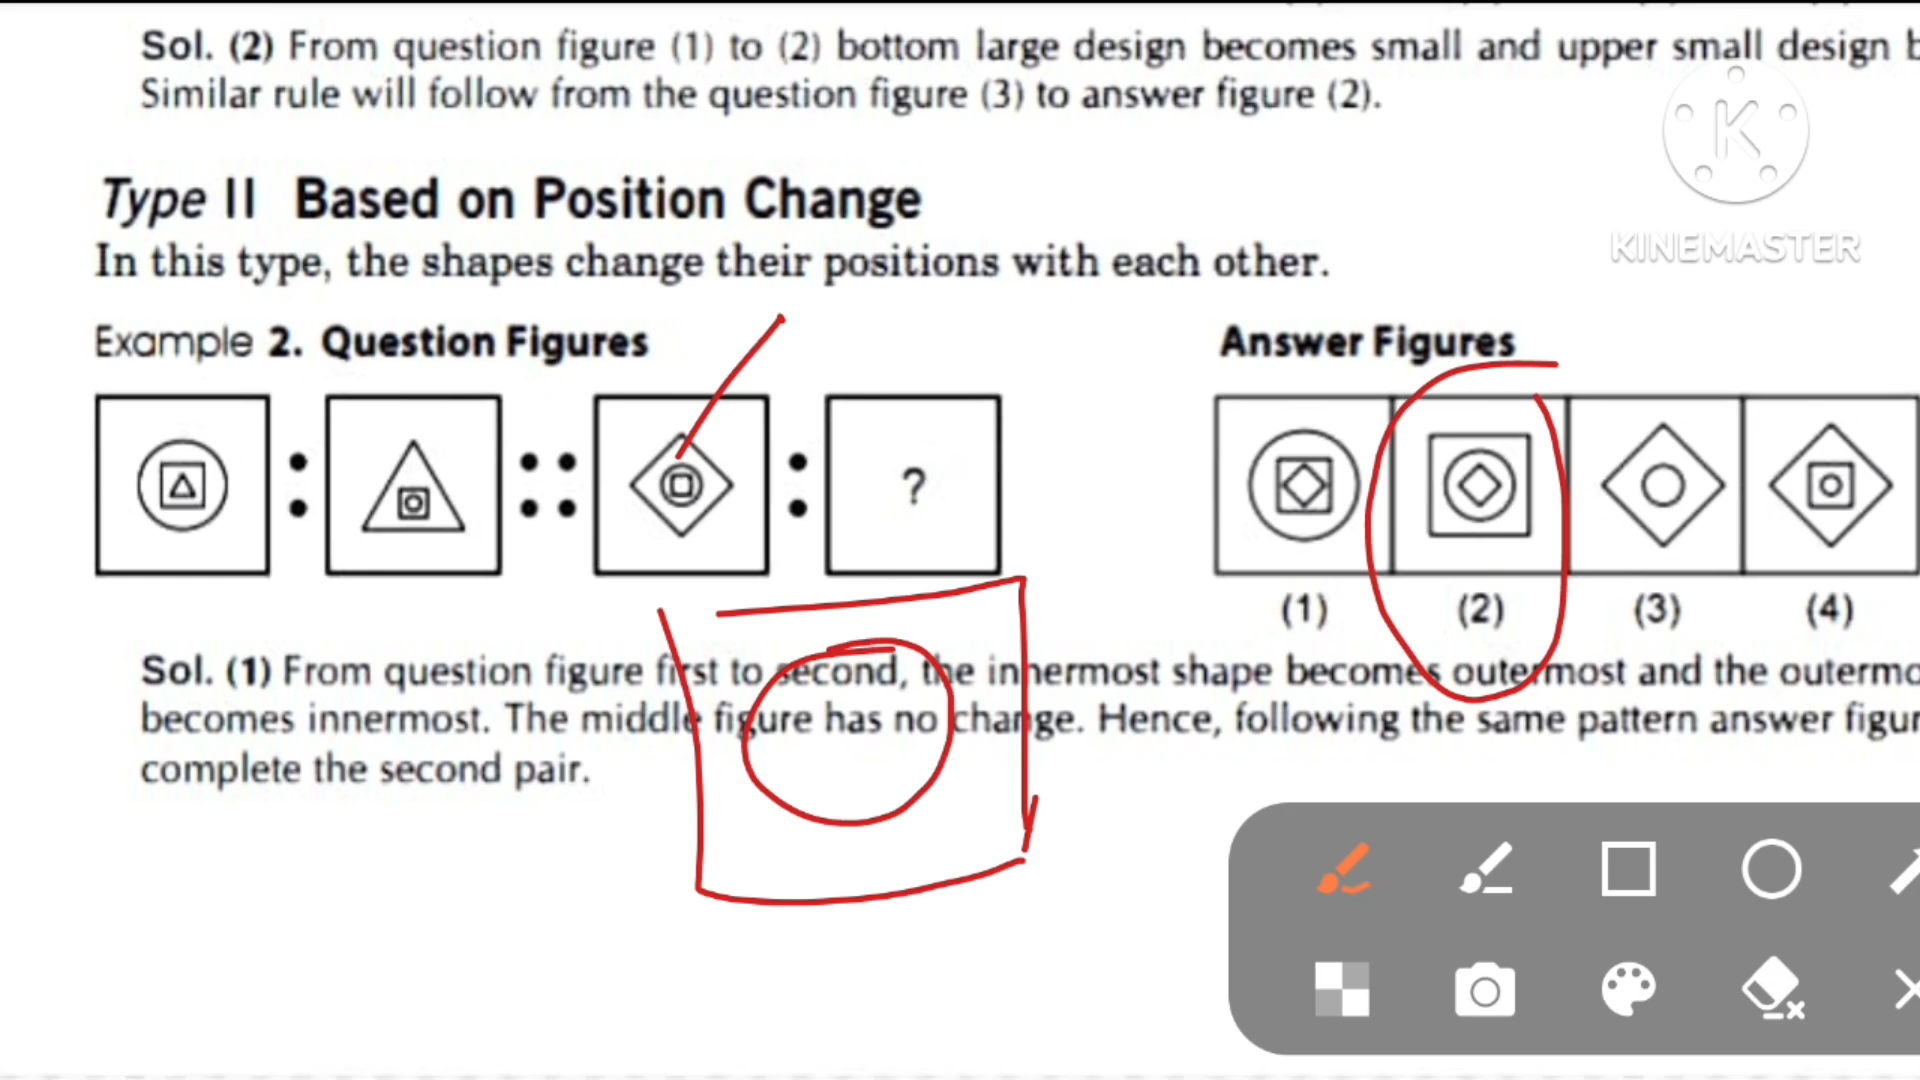 Sol. (2) From question figure (1) to (2) bottom large design becomes small and upper small design
Similar rule will follow from the question figure (3) to answer figure (2).
K
KINEMASTER
Type II Based on Position Change
In this type, the shapes change their positions with each other.
Example 2. Question Figures
Answer Figures
?
(1) (2) (3) (4)
Sol. (1) From question figure first to second, the innermost shape becomes outermost and the
becomes innermost. The middle figure has no change. Hence, following the same pattern answer
complete the second pair.